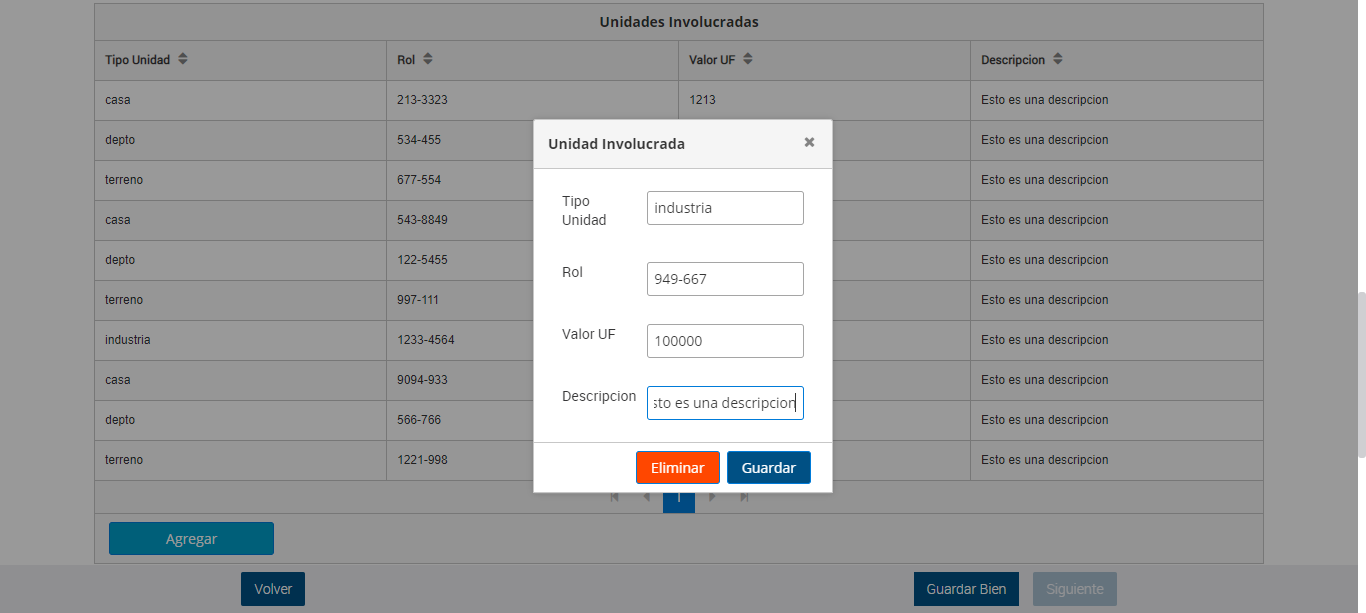 Unidades Involucradas
Tipo Unidad Rol Valor UF Descripcion
casa 213-3323 1213 Esto es una descripcion
depto 534-455 Esto es una descripcion
terreno 677-554 Esto es una descripcion
casa 543-8849 Esto es una descripcion
depto 122-5455 Esto es una descripcion
terreno 997-111 Esto es una descripcion
industria 1233-4564 Esto es una descripcion
casa 9094-933 Esto es una descripcion
depto 566-766 Esto es una descripcion
terreno 1221-998 Esto es una descripcion
Unidad Involucrada
Tipo
Unidad
industria
Rol
949-667
Valor UF
100000
Descripcion
sto es una descripcion
Eliminar Guardar
1
Agregar
Volver Guardar Bien Siguiente